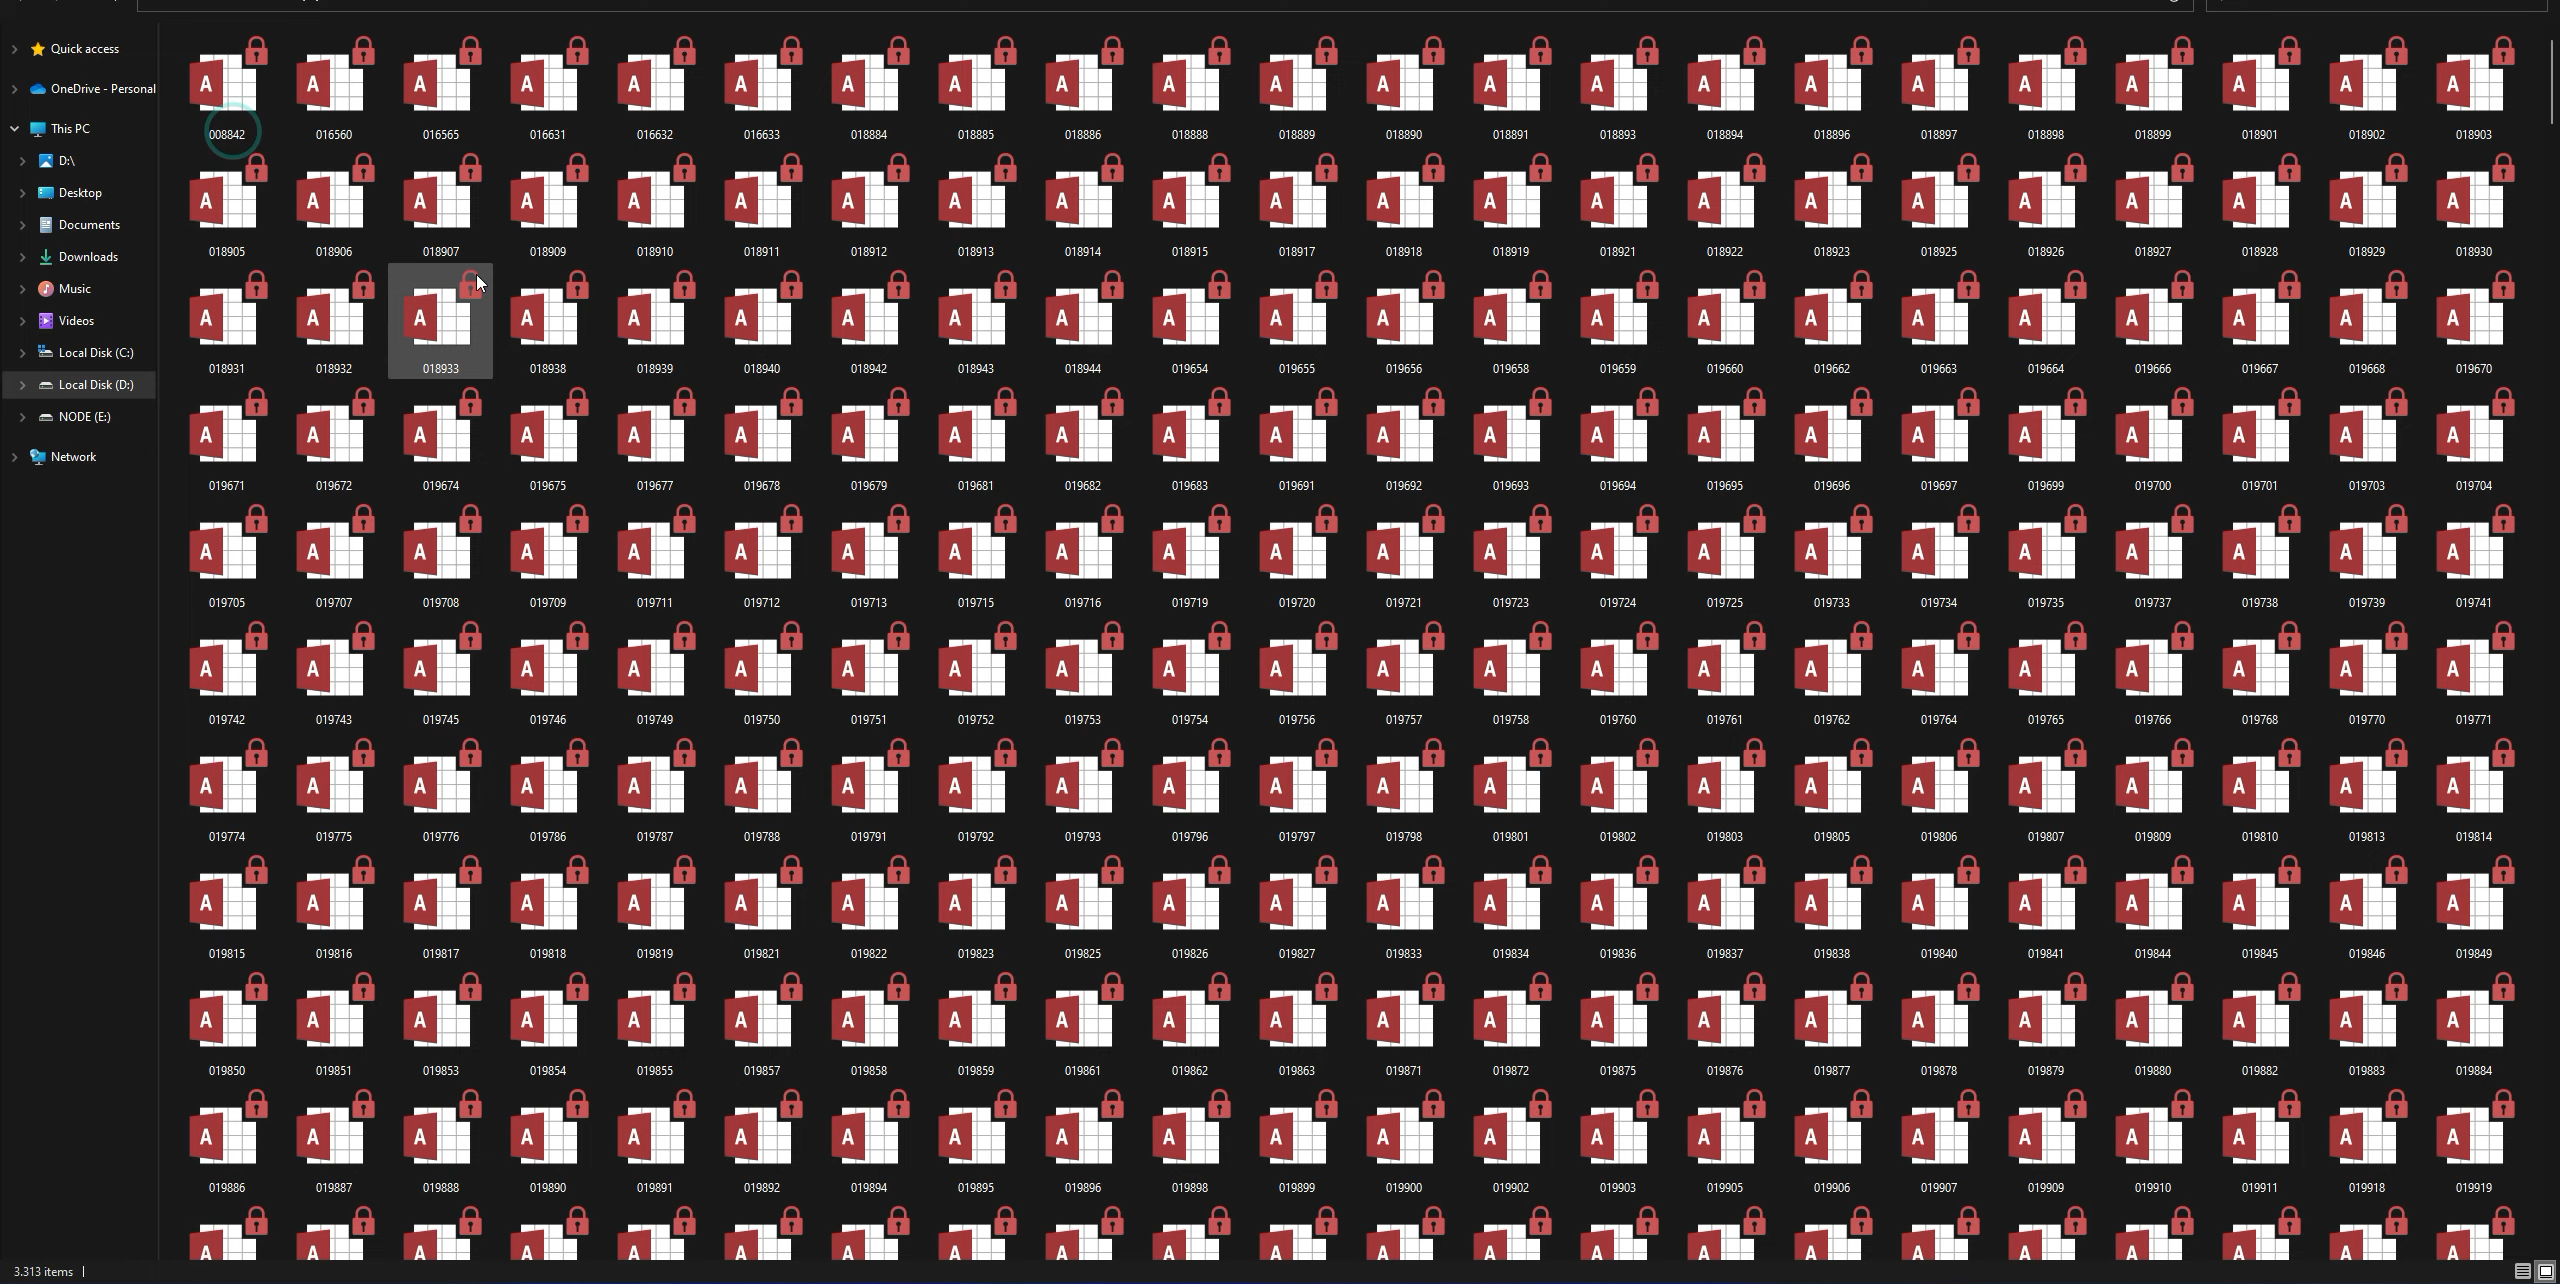 Quick access
OneDrive - Personal
This PC
D:\
Desktop
Documents
Downloads
Music
Videos
Local Disk (C:)
Local Disk (D:)
NODE (E:)
Network
008842 016560 016565 016631 016632 016633 018884 018885 018886 018888 018889 018890 018891 018893 018894 018896 018897 018898 018899 018901 018902 018903
018905 018906 018907 018909 018910 018911 018912 018913 018914 018915 018917 018918 018919 018921 018922 018923 018925 018926 018927 018928 018929 018930
018931 018932 018933 018938 018939 018940 018942 018943 018944 019654 019655 019656 019658 019659 019660 019662 019663 019664 019666 019667 019668 019670
019671 019672 019674 019675 019677 019678 019679 019681 019682 019683 019691 019692 019693 019694 019695 019696 019697 019699 019700 019701 019703 019704
019705 019707 019708 019709 019711 019712 019713 019715 019716 019719 019720 019721 019723 019724 019725 019733 019734 019735 019737 019738 019739 019741
019742 019743 019745 019746 019749 019750 019751 019752 019753 019754 019756 019757 019758 019760 019761 019762 019764 019765 019766 019768 019770 019771
019774 019775 019776 019786 019787 019788 019791 019792 019793 019796 019797 019798 019801 019802 019803 019805 019806 019807 019809 019810 019813 019814
019815 019816 019817 019818 019819 019821 019822 019823 019825 019826 019827 019833 019834 019836 019837 019838 019840 019841 019844 019845 019846 019849
019850 019851 019853 019854 019855 019857 019858 019859 019861 019862 019863 019871 019872 019875 019876 019877 019878 019879 019880 019882 019883 019884
019886 019887 019888 019890 019891 019892 019894 019895 019896 019898 019899 019900 019902 019903 019905 019906 019907 019909 019910 019911 019918 019919
3.313 items